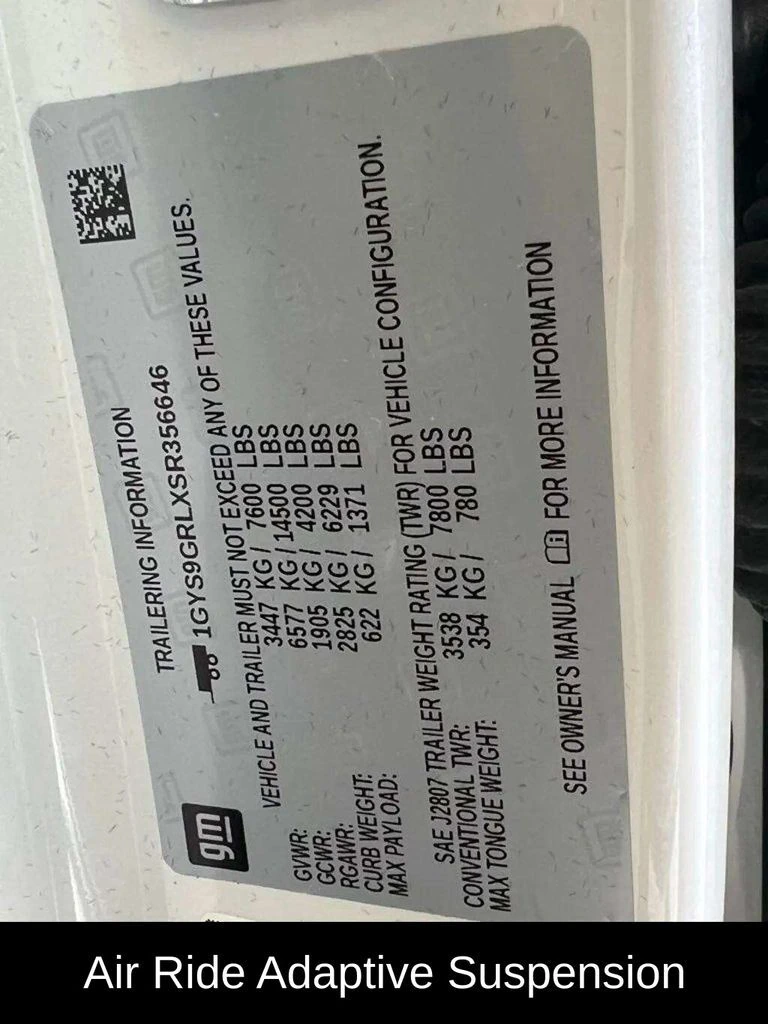 TRAILERING INFORMATION
1GYS9GRLXSR356646
gm
VEHICLE AND TRAILER MUST NOT EXCEED ANY OF THESE VALUES.
GVWR: 3447 KG / 7600 LBS
GCWR: 6577 KG / 14500 LBS
RGAWR: 1905 KG / 4200 LBS
CURB WEIGHT: 2825 KG / 6229 LBS
MAX PAYLOAD: 622 KG / 1371 LBS
SAE J2807 TRAILER WEIGHT RATING (TWR) FOR VEHICLE CONFIGURATION.
CONVENTIONAL TWR: 3538 KG / 7800 LBS
MAX TONGUE WEIGHT: 354 KG / 780 LBS
SEE OWNER'S MANUAL FOR MORE INFORMATION
Air Ride Adaptive Suspension